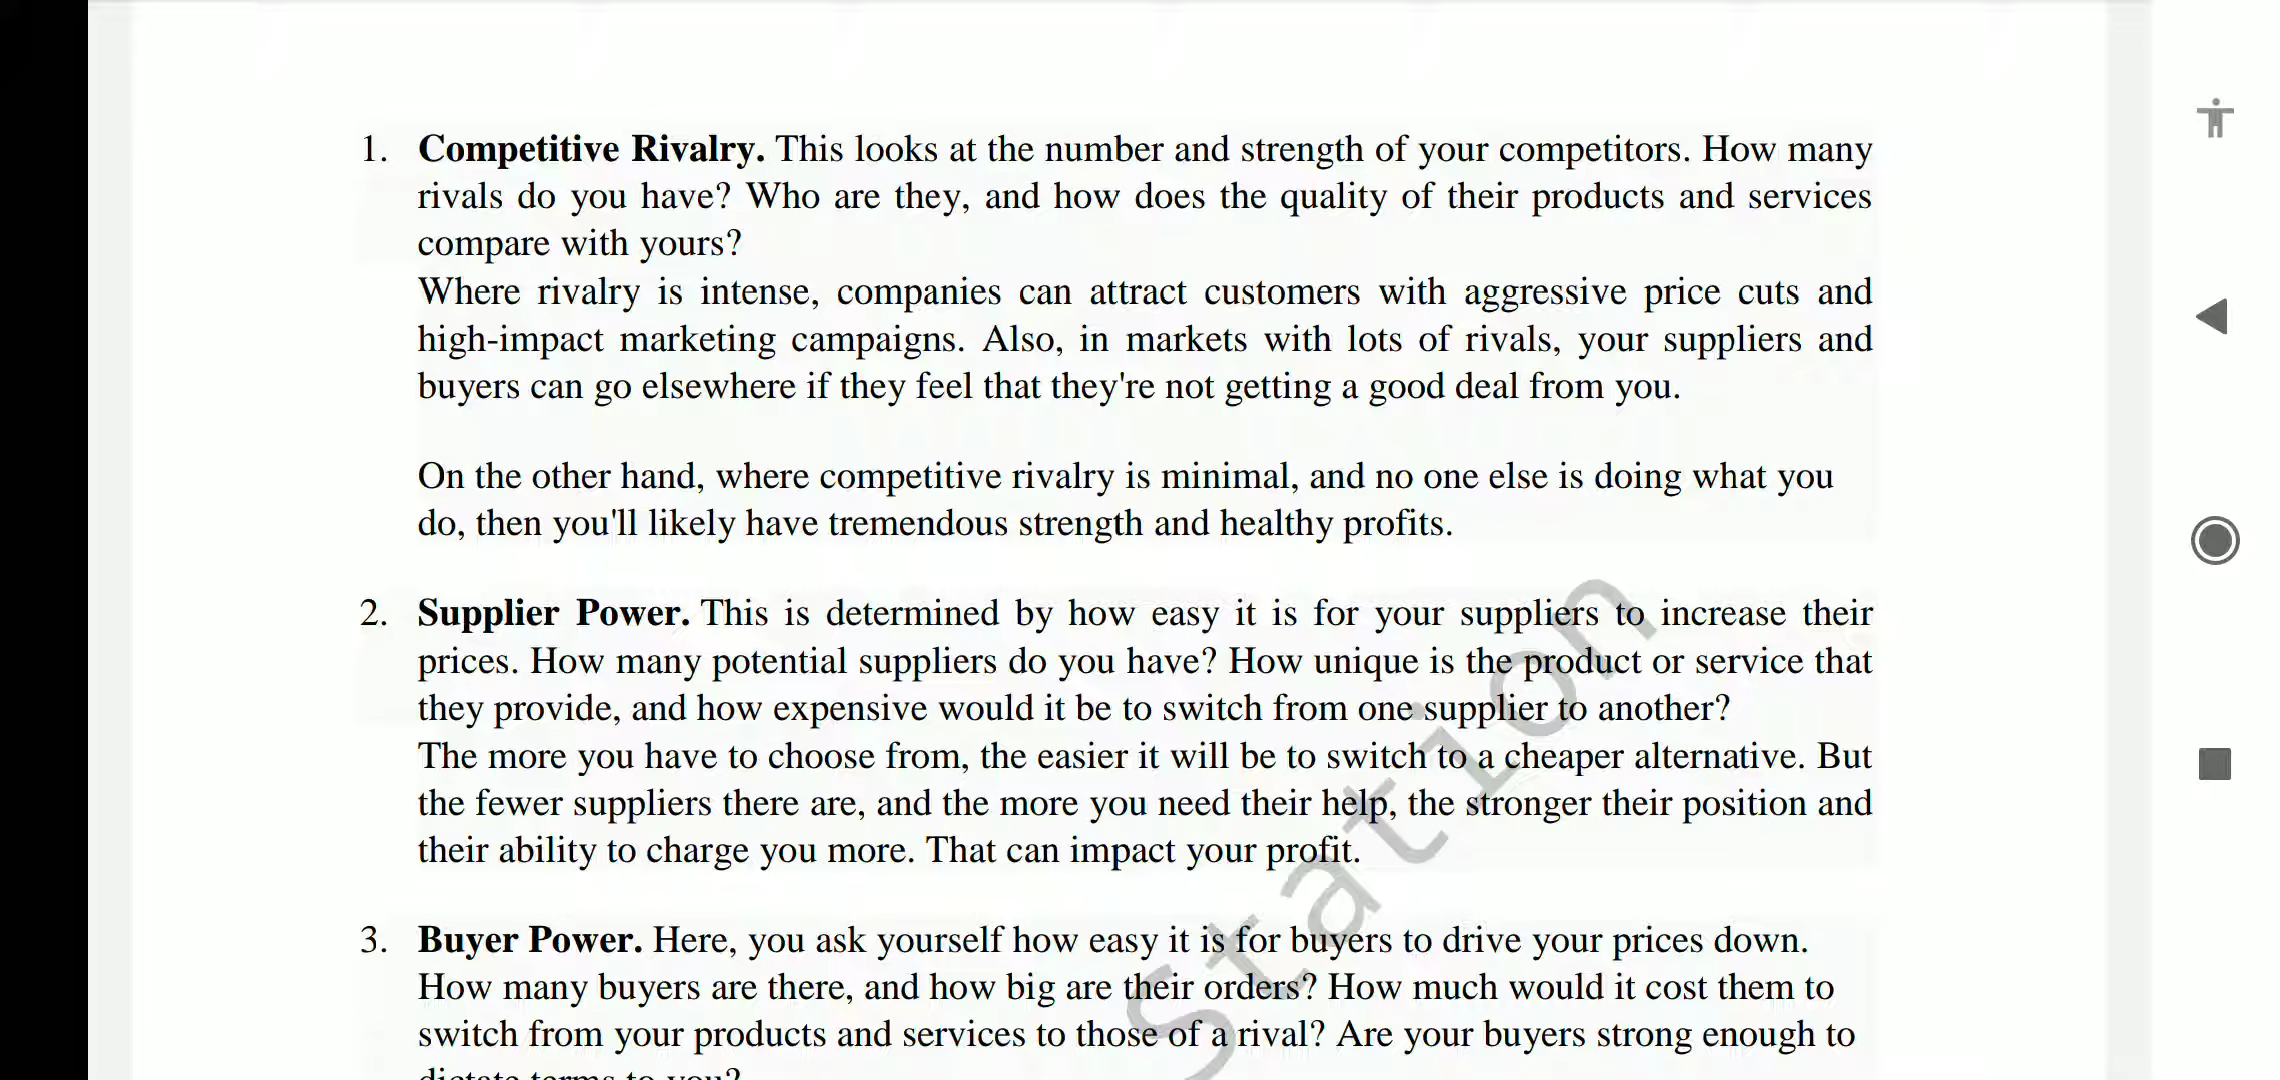 1. Competitive Rivalry. This looks at the number and strength of your competitors. How many
rivals do you have? Who are they, and how does the quality of their products and services
compare with yours?
Where rivalry is intense, companies can attract customers with aggressive price cuts and
high-impact marketing campaigns. Also, in markets with lots of rivals, your suppliers and
buyers can go elsewhere if they feel that they're not getting a good deal from you.
On the other hand, where competitive rivalry is minimal, and no one else is doing what you
do, then you'll likely have tremendous strength and healthy profits.
2. Supplier Power. This is determined by how easy it is for your suppliers to increase their
prices. How many potential suppliers do you have? How unique is the product or service that
they provide, and how expensive would it be to switch from one supplier to another?
The more you have to choose from, the easier it will be to switch to a cheaper alternative. But
the fewer suppliers there are, and the more you need their help, the stronger their position and
their ability to charge you more. That can impact your profit.
3. Buyer Power. Here, you ask yourself how easy it is for buyers to drive your prices down.
How many buyers are there, and how big are their orders? How much would it cost them to
switch from your products and services to those of a rival? Are your buyers strong enough to
dictate terms to you?
Station